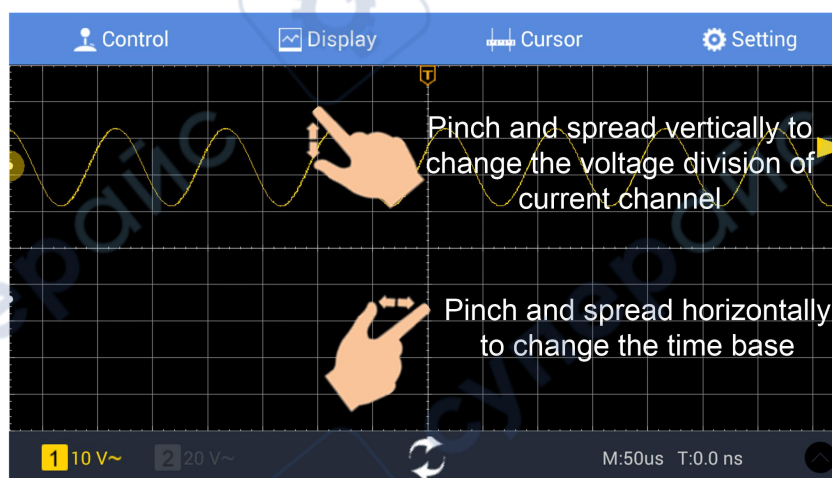 Control
Display
Cursor
Setting
T
Pinch and spread vertically to
change the voltage division of
current channel
Pinch and spread horizontally
to change the time base
1 10 V~
2 20 V~
M:50us T:0.0 ns
суперайс